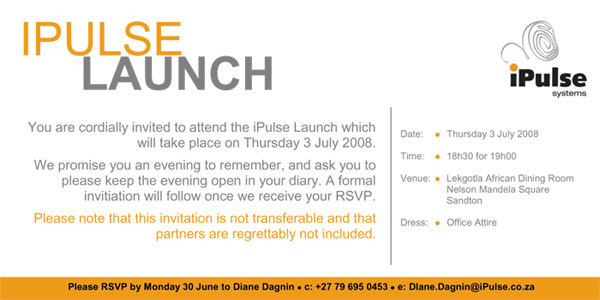 IPULSE
LAUNCH
iPulse
systems
You are cordially invited to attend the iPulse Launch which
will take place on Thursday 3 July 2008.
We promise you an evening to remember, and ask you to
please keep the evening open in your diary. A formal
invitiation will follow once we receive your RSVP.
Please note that this invitation is not transferable and that
partners are regrettably not included.
Date: • Thursday 3 July 2008
Time: • 18h30 for 19h00
Venue: • Lekgotla African Dining Room
Nelson Mandela Square
Sandton
Dress: • Office Attire
Please RSVP by Monday 30 June to Diane Dagnin • c: +27 79 695 0453 • e: DIane.Dagnin@iPulse.co.za